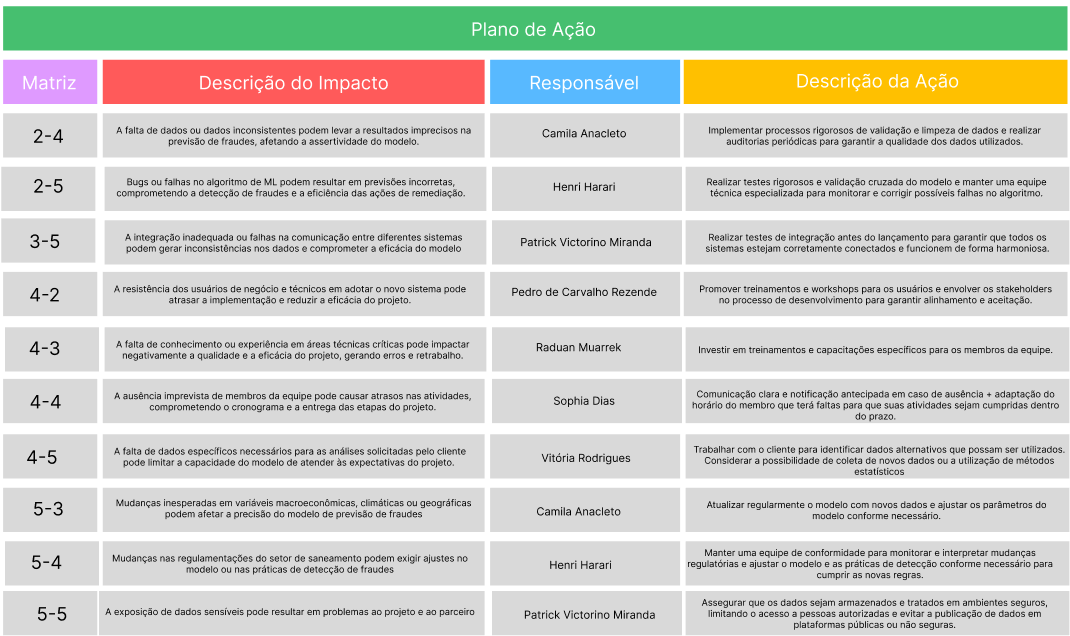 Plano de Ação
Matriz
Descrição do Impacto
Responsável
Descrição da Ação
2-4
A falta de dados ou dados inconsistentes podem levar a resultados imprecisos na
previsão de fraudes, afetando a assertividade do modelo.
Camila Anacleto
Implementar processos rigorosos de validação e limpeza de dados e realizar
auditorias periódicas para garantir a qualidade dos dados utilizados.
2-5
Bugs ou falhas no algoritmo de ML podem resultar em previsões incorretas,
comprometendo a detecção de fraudes e a eficiência das ações de remediação.
Henri Harari
Realizar testes rigorosos e validação cruzada do modelo e manter uma equipe
técnica especializada para monitorar e corrigir possíveis falhas no algoritmo.
3-5
A integração inadequada ou falhas na comunicação entre diferentes sistemas
podem gerar inconsistências nos dados e comprometer a eficácia do modelo
Patrick Victorino Miranda
Realizar testes de integração antes do lançamento para garantir que todos os
sistemas estejam corretamente conectados e funcionem de forma harmoniosa.
4-2
A resistência dos usuários de negócio e técnicos em adotar o novo sistema pode
atrasar a implementação e reduzir a eficácia do projeto.
Pedro de Carvalho Rezende
Promover treinamentos e workshops para os usuários e envolver os stakeholders
no processo de desenvolvimento para garantir alinhamento e aceitação.
4-3
A falta de conhecimento ou experiência em áreas técnicas críticas pode impactar
negativamente a qualidade e a eficácia do projeto, gerando erros e retrabalho.
Raduan Muarrek
Investir em treinamentos e capacitações específicos para os membros da equipe.
4-4
A ausência imprevista de membros da equipe pode causar atrasos nas atividades,
comprometendo o cronograma e a entrega das etapas do projeto.
Sophia Dias
Comunicação clara e notificação antecipada em caso de ausência + adaptação do
horário do membro que terá faltas para que suas atividades sejam cumpridas dentro
do prazo.
4-5
A falta de dados específicos necessários para as análises solicitadas pelo cliente
pode limitar a capacidade do modelo de atender às expectativas do projeto.
Vitória Rodrigues
Trabalhar com o cliente para identificar dados alternativos que possam ser utilizados.
Considerar a possibilidade de coleta de novos dados ou a utilização de métodos
estatísticos
5-3
Mudanças inesperadas em variáveis macroeconômicas, climáticas ou geográficas
podem afetar a precisão do modelo de previsão de fraudes
Camila Anacleto
Atualizar regularmente o modelo com novos dados e ajustar os parâmetros do
modelo conforme necessário.
5-4
Mudanças nas regulamentações do setor de saneamento podem exigir ajustes no
modelo ou nas práticas de detecção de fraudes
Henri Harari
Manter uma equipe de conformidade para monitorar e interpretar mudanças
regulatórias e ajustar o modelo e as práticas de detecção conforme necessário para
cumprir as novas regras.
5-5
A exposição de dados sensíveis pode resultar em problemas ao projeto e ao parceiro
Patrick Victorino Miranda
Assegurar que os dados sejam armazenados e tratados em ambientes seguros,
limitando o acesso a pessoas autorizadas e evitar a publicação de dados em
plataformas públicas ou não seguras.